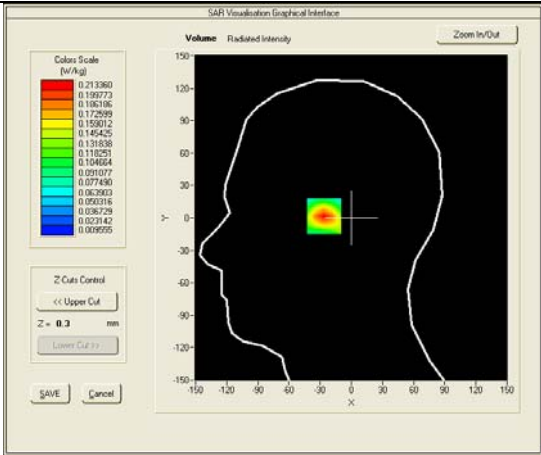 SAR Visualisation Graphical Interface
Volume Radiated Intensity
Zoom In/Out
Colors Scale
(W/kg)
0.213360
0.199773
0.186186
0.172599
0.159012
0.145425
0.131838
0.118251
0.104664
0.091077
0.077490
0.063903
0.050316
0.036729
0.023142
0.009555
Z-Cuts Control
<< Upper Cut
Z = 0.3 mm
Lower Cut >>
SAVE Cancel
150
120
90
60
30
0
-30
-60
-90
-120
-150
Y
-150 -120 -90 -60 -30 0 30 60 90 120 150
X